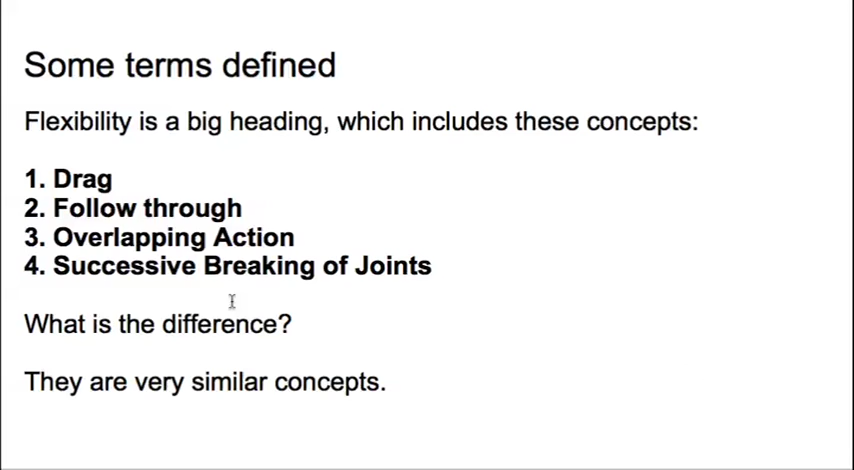 Some terms defined
Flexibility is a big heading, which includes these concepts:
1. Drag
2. Follow through
3. Overlapping Action
4. Successive Breaking of Joints
What is the difference?
They are very similar concepts.